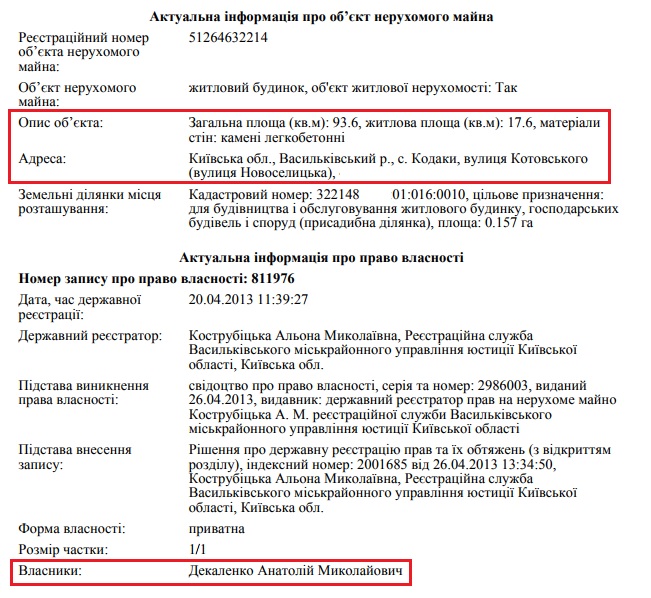 Актуальна інформація про об’єкт нерухомого майна
Реєстраційний номер об’єкта нерухомого майна: 51264632214
Об’єкт нерухомого майна: житловий будинок, об'єкт житлової нерухомості: Так
Опис об’єкта: Загальна площа (кв.м): 93.6, житлова площа (кв.м): 17.6, матеріали
стін: камені легкобетонні
Адреса: Київська обл., Васильківський р., с. Кодаки, вулиця Котовського
(вулиця Новоселицька),
Земельні ділянки місця розташування: Кадастровий номер: 322148 01:016:0010, цільове призначення:
для будівництва і обслуговування житлового будинку, господарських
будівель і споруд (присадибна ділянка), площа: 0.157 га
Актуальна інформація про право власності
Номер запису про право власності: 811976
Дата, час державної реєстрації: 20.04.2013 11:39:27
Державний реєстратор: Кострубіцька Альона Миколаївна, Реєстраційна служба
Васильківського міськрайонного управління юстиції Київської
області, Київська обл.
Підстава виникнення права власності: свідоцтво про право власності, серія та номер: 2986003, виданий
26.04.2013, видавник: державний реєстратор прав на нерухоме майно
Кострубіцька А. М. реєстраційної служби Васильківського
міськрайонного управління юстиції Київської області
Підстава внесення запису: Рішення про державну реєстрацію прав та їх обтяжень (з відкриттям
розділу), індексний номер: 2001685 від 26.04.2013 13:34:50,
Кострубіцька Альона Миколаївна, Реєстраційна служба
Васильківського міськрайонного управління юстиції Київської
області, Київська обл.
Форма власності: приватна
Розмір частки: 1/1
Власники: Декаленко Анатолій Миколайович